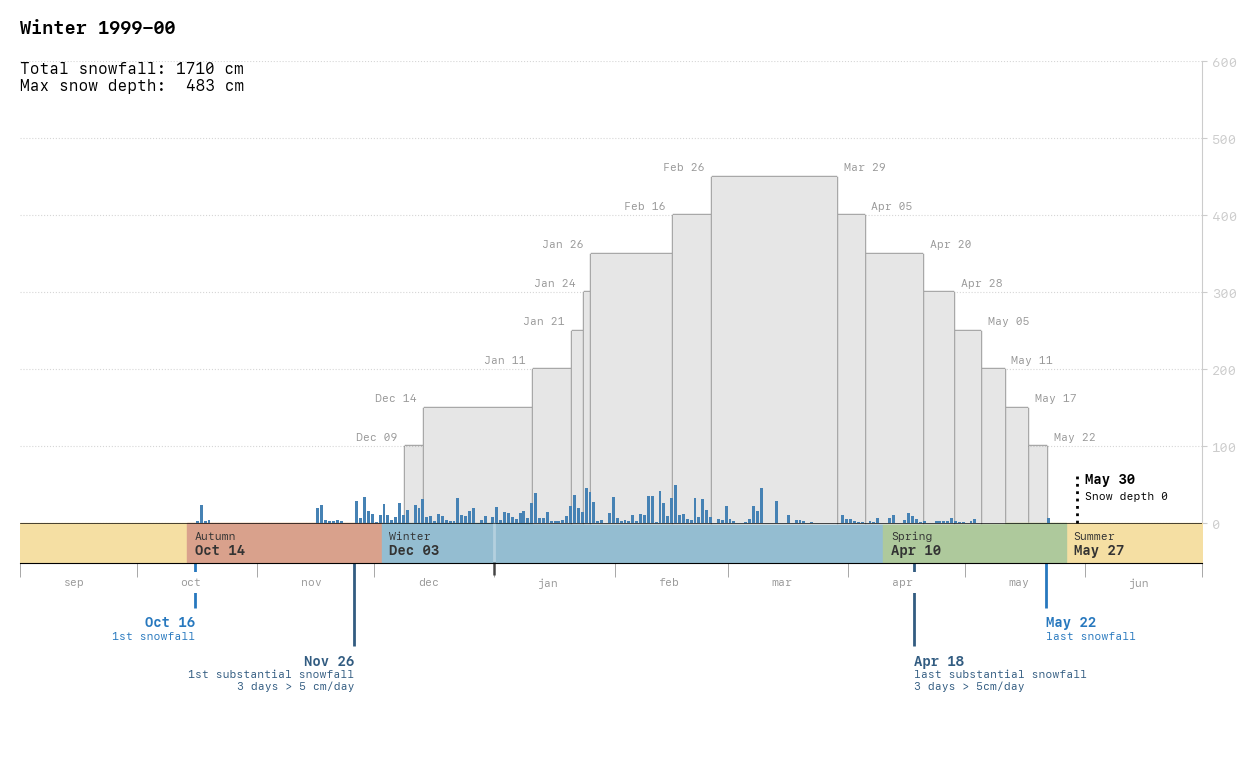 Winter 1999–00
Total snowfall: 1710 cm
Max snow depth: 483 cm
600
500
Feb 26
Mar 29
Feb 16
Apr 05
400
Jan 26
Apr 20
Jan 24
Apr 28
300
Jan 21
May 05
Jan 11
May 11
200
Dec 14
May 17
Dec 09
May 22
100
May 30
Snow depth 0
0
Autumn
Oct 14
Winter
Dec 03
Spring
Apr 10
Summer
May 27
sep
oct
nov
dec
jan
feb
mar
apr
may
jun
Oct 16
1st snowfall
May 22
last snowfall
Nov 26
1st substantial snowfall
3 days > 5 cm/day
Apr 18
last substantial snowfall
3 days > 5cm/day